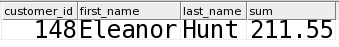 customer_id first_name last_name sum
148 Eleanor Hunt 211.55